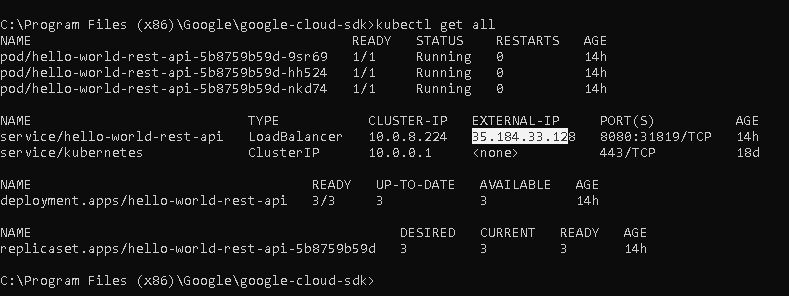 C:\Program Files (x86)\Google\google-cloud-sdk>kubectl get all
NAME READY STATUS RESTARTS AGE
pod/hello-world-rest-api-5b8759b59d-9sr69 1/1 Running 0 14h
pod/hello-world-rest-api-5b8759b59d-hh524 1/1 Running 0 14h
pod/hello-world-rest-api-5b8759b59d-nkd74 1/1 Running 0 14h
NAME TYPE CLUSTER-IP EXTERNAL-IP PORT(S) AGE
service/hello-world-rest-api LoadBalancer 10.0.8.224 35.184.33.128 8080:31819/TCP 14h
service/kubernetes ClusterIP 10.0.0.1 <none> 443/TCP 18d
NAME READY UP-TO-DATE AVAILABLE AGE
deployment.apps/hello-world-rest-api 3/3 3 3 14h
NAME DESIRED CURRENT READY AGE
replicaset.apps/hello-world-rest-api-5b8759b59d 3 3 3 14h
C:\Program Files (x86)\Google\google-cloud-sdk>